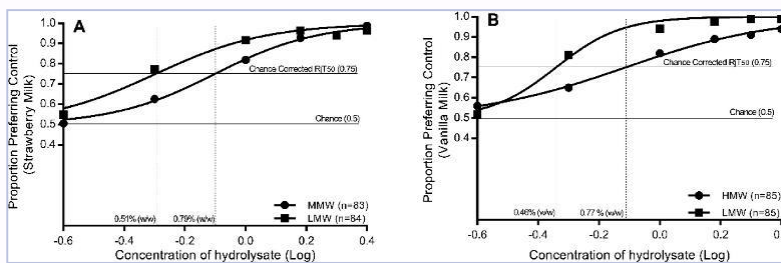 A
Proportion Preferring Control
(Strawberry Milk)
1.0
0.9
0.8
0.7
0.6
0.5
0.4
Chance Corrected R|T50 (0.75)
Chance (0.5)
0.51% (w/w)
0.79% (w/w)
MMW (n=83)
LMW (n=84)
-0.6
-0.4
-0.2
0.0
0.2
0.4
Concentration of hydrolysate (Log)
B
Proportion Preferring Control
(Vanilla Milk)
1.0
0.9
0.8
0.7
0.6
0.5
0.4
Chance Corrected R|T50 (0.75)
Chance (0.5)
0.46% (w/w)
0.77 % (w/w)
HMW (n=85)
LMW (n=85)
-0.6
-0.4
-0.2
0.0
0.2
Concentration of hydrolysate (Log)